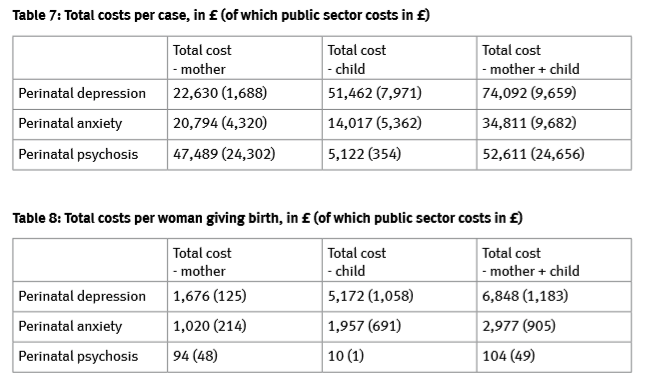 Table 7: Total costs per case, in £ (of which public sector costs in £)
Total cost - mother Total cost - child Total cost - mother + child
Perinatal depression 22,630 (1,688) 51,462 (7,971) 74,092 (9,659)
Perinatal anxiety 20,794 (4,320) 14,017 (5,362) 34,811 (9,682)
Perinatal psychosis 47,489 (24,302) 5,122 (354) 52,611 (24,656)
Table 8: Total costs per woman giving birth, in £ (of which public sector costs in £)
Total cost - mother Total cost - child Total cost - mother + child
Perinatal depression 1,676 (125) 5,172 (1,058) 6,848 (1,183)
Perinatal anxiety 1,020 (214) 1,957 (691) 2,977 (905)
Perinatal psychosis 94 (48) 10 (1) 104 (49)